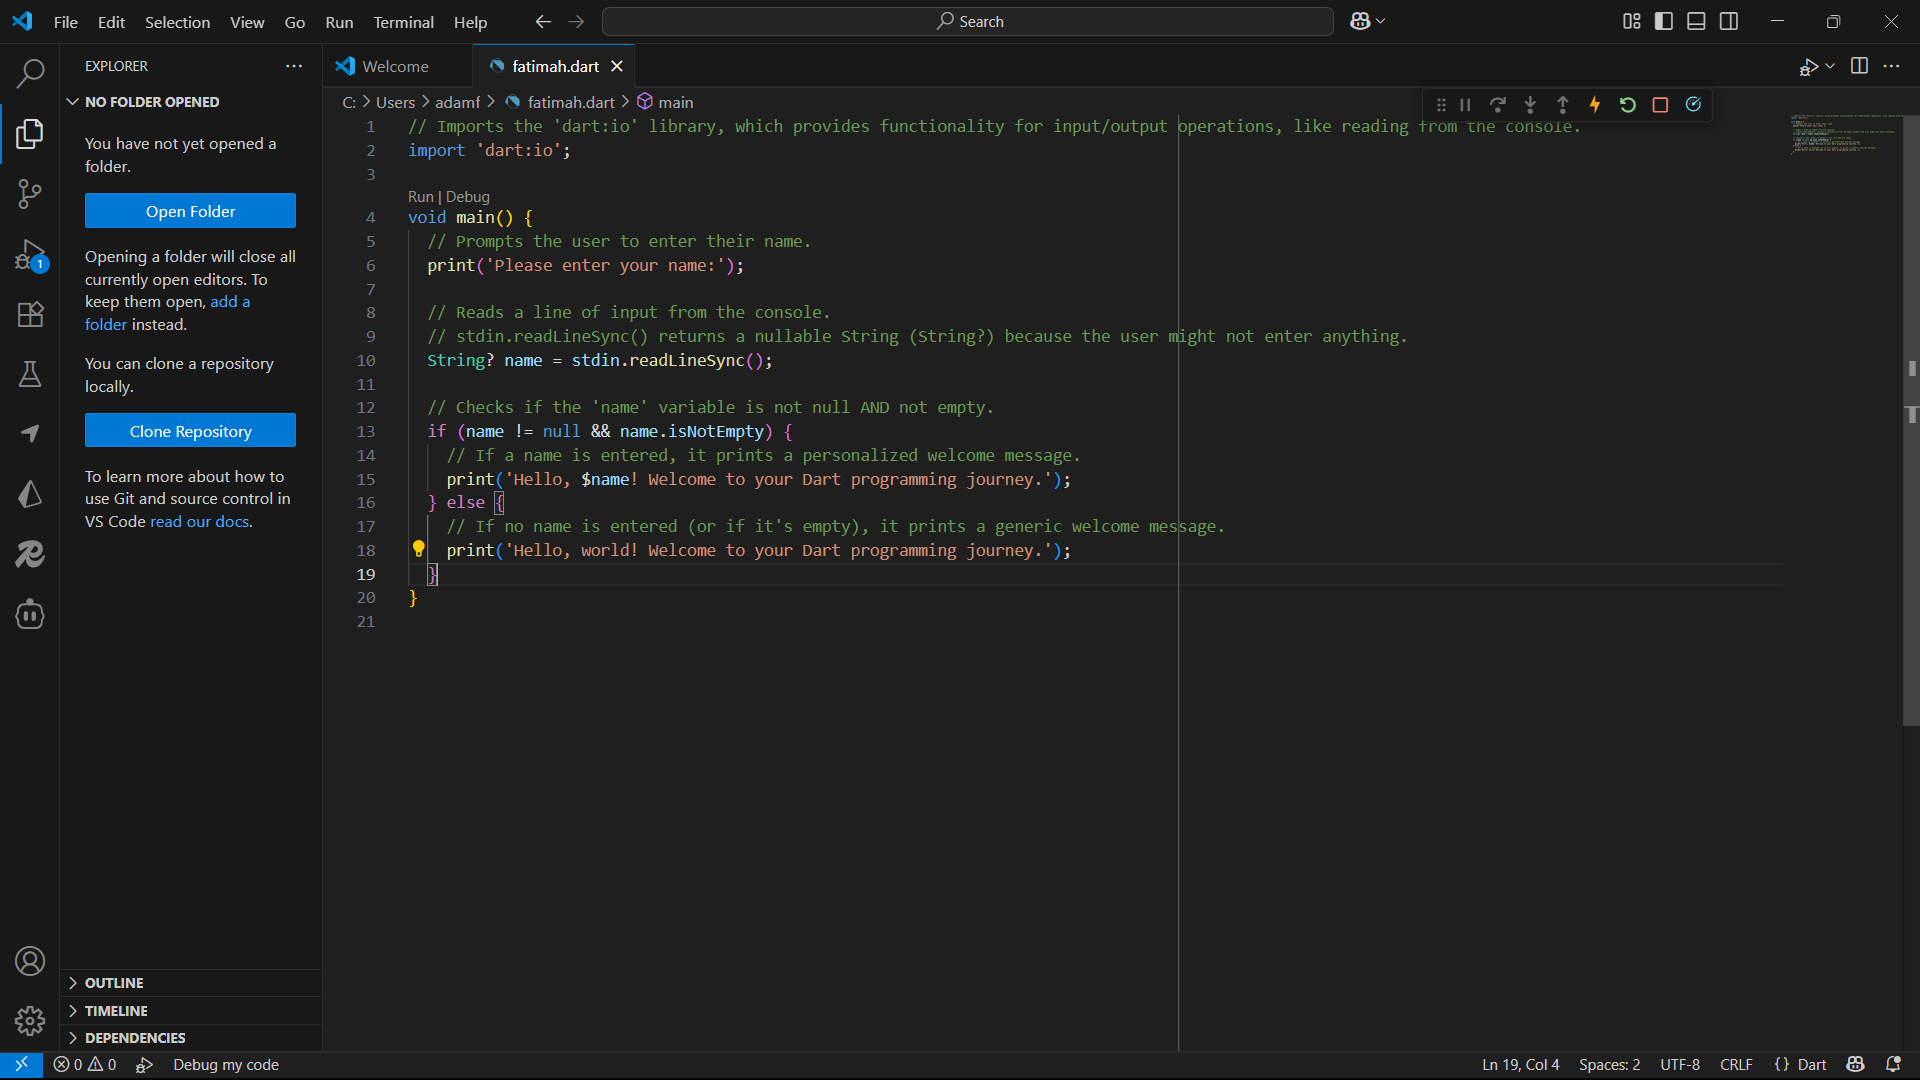 File Edit Selection View Go Run Terminal Help
Search
EXPLORER
NO FOLDER OPENED
You have not yet opened a
folder.
Open Folder
Opening a folder will close all
currently open editors. To
keep them open, add a
folder instead.
You can clone a repository
locally.
Clone Repository
To learn more about how to
use Git and source control in
VS Code read our docs.
OUTLINE
TIMELINE
DEPENDENCIES
1
Welcome
fatimah.dart
C: > Users > adamf > fatimah.dart > main
1 // Imports the 'dart:io' library, which provides functionality for input/output operations, like reading from the console.
2 import 'dart:io';
3
Run | Debug
4 void main() {
5 // Prompts the user to enter their name.
6 print('Please enter your name:');
7
8 // Reads a line of input from the console.
9 // stdin.readLineSync() returns a nullable String (String?) because the user might not enter anything.
10 String? name = stdin.readLineSync();
11
12 // Checks if the 'name' variable is not null AND not empty.
13 if (name != null && name.isNotEmpty) {
14 // If a name is entered, it prints a personalized welcome message.
15 print('Hello, $name! Welcome to your Dart programming journey.');
16 } else {
17 // If no name is entered (or if it's empty), it prints a generic welcome message.
18 print('Hello, world! Welcome to your Dart programming journey.');
19 }
20 }
21
0 0 Debug my code
Ln 19, Col 4 Spaces: 2 UTF-8 CRLF {} Dart